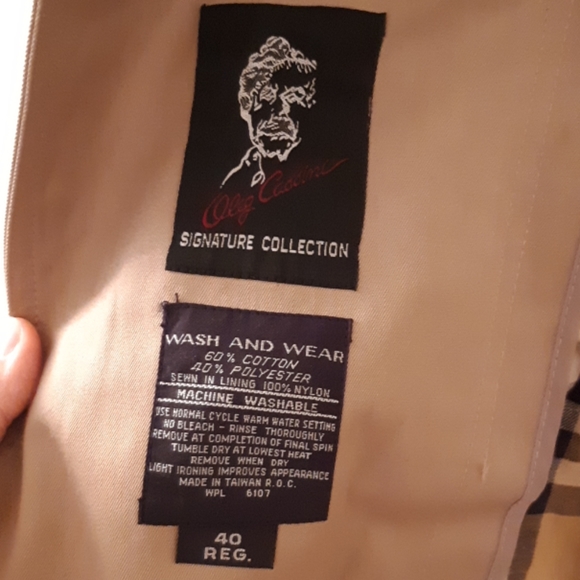 Oleg Cassini
SIGNATURE COLLECTION
WASH AND WEAR
60% COTTON
40% POLYESTER
SEWN IN LINING 100% NYLON
MACHINE WASHABLE
USE NORMAL CYCLE WARM WATER SETTING
NO BLEACH - RINSE THOROUGHLY
REMOVE AT COMPLETION OF FINAL SPIN
TUMBLE DRY AT LOWEST HEAT
REMOVE WHEN DRY
LIGHT IRONING IMPROVES APPEARANCE
MADE IN TAIWAN R.O.C.
WPL 6107
40
REG.